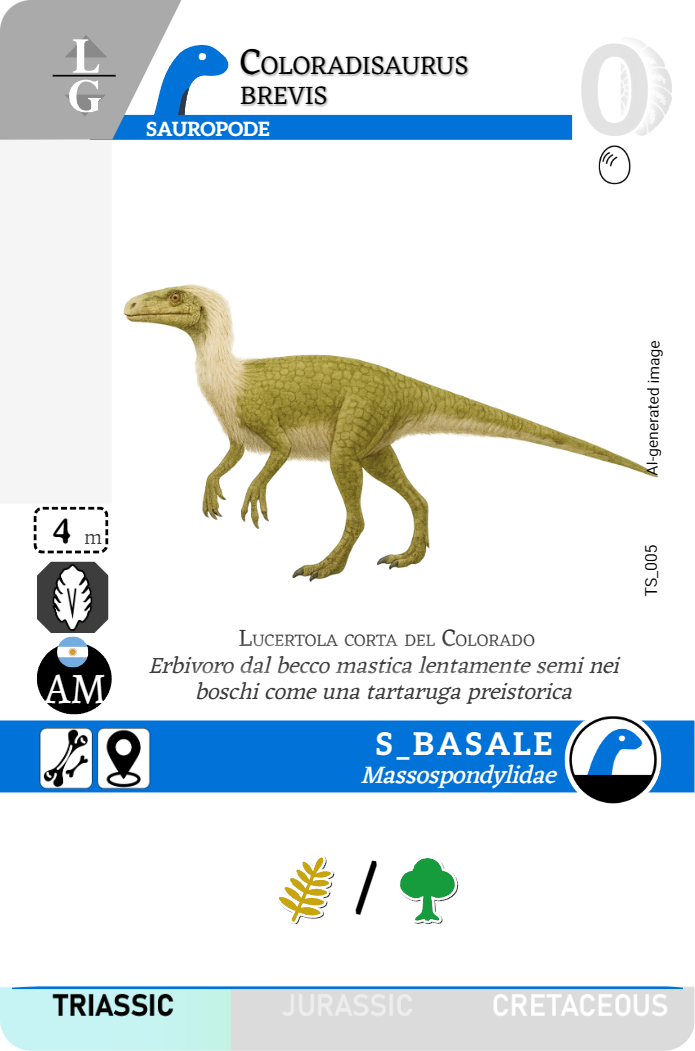 L
G
COLORADISAURUS
BREVIS
SAUROPODE
0
AI-generated image
TS_005
4 m
AM
LUCERTOLA CORTA DEL COLORADO
Erbivoro dal becco mastica lentamente semi nei
boschi come una tartaruga preistorica
S_BASALE
Massospondylidae
/
TRIASSIC JURASSIC CRETACEOUS